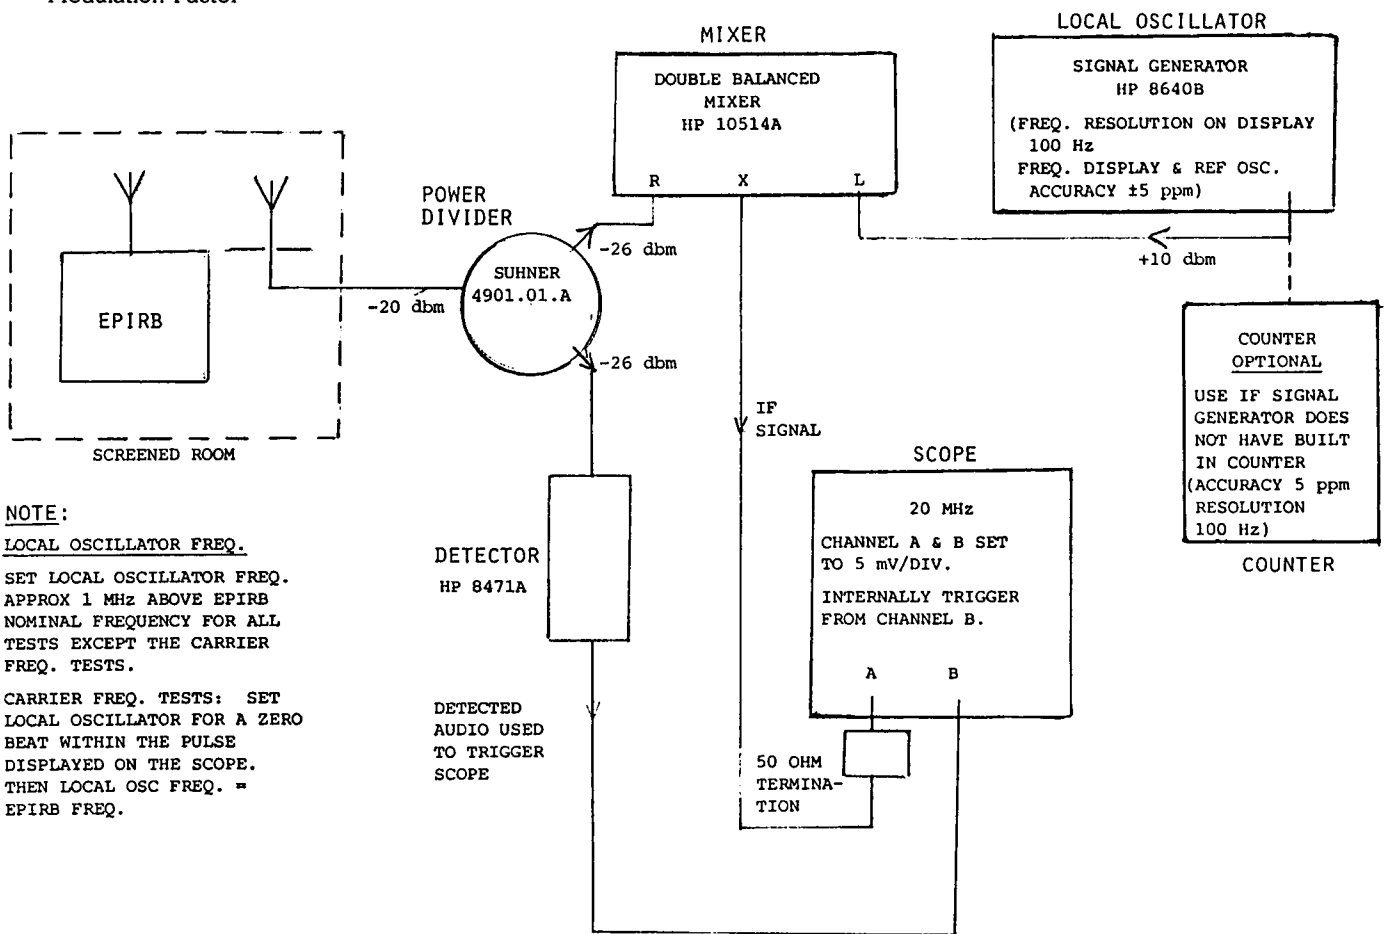 Modulation Factor
LOCAL OSCILLATOR
SIGNAL GENERATOR
HP 8640B
(FREQ. RESOLUTION ON DISPLAY
100 Hz
FREQ. DISPLAY & REF OSC.
ACCURACY ±5 ppm)
MIXER
DOUBLE BALANCED
MIXER
HP 10514A
R X L
+10 dbm
POWER
DIVIDER
SUHNER
4901.01.A
-26 dbm
-20 dbm
-26 dbm
EPIRB
SCREENED ROOM
COUNTER
OPTIONAL
USE IF SIGNAL
GENERATOR DOES
NOT HAVE BUILT
IN COUNTER
(ACCURACY 5 ppm
RESOLUTION
100 Hz)
COUNTER
IF
SIGNAL
SCOPE
20 MHz
CHANNEL A & B SET
TO 5 mV/DIV.
INTERNALLY TRIGGER
FROM CHANNEL B.
A B
50 OHM
TERMINA-
TION
DETECTOR
HP 8471A
DETECTED
AUDIO USED
TO TRIGGER
SCOPE
NOTE:
LOCAL OSCILLATOR FREQ.
SET LOCAL OSCILLATOR FREQ.
APPROX 1 MHz ABOVE EPIRB
NOMINAL FREQUENCY FOR ALL
TESTS EXCEPT THE CARRIER
FREQ. TESTS.
CARRIER FREQ. TESTS: SET
LOCAL OSCILLATOR FOR A ZERO
BEAT WITHIN THE PULSE
DISPLAYED ON THE SCOPE.
THEN LOCAL OSC FREQ. =
EPIRB FREQ.